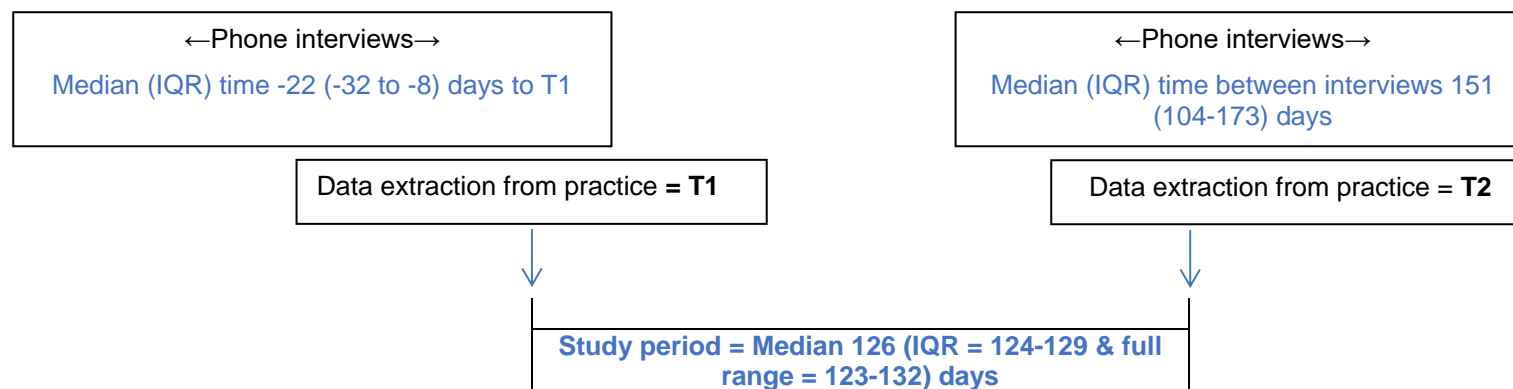 ←Phone interviews→
Median (IQR) time -22 (-32 to -8) days to T1
←Phone interviews→
Median (IQR) time between interviews 151
(104-173) days
Data extraction from practice = T1
Data extraction from practice = T2
Study period = Median 126 (IQR = 124-129 & full
range = 123-132) days